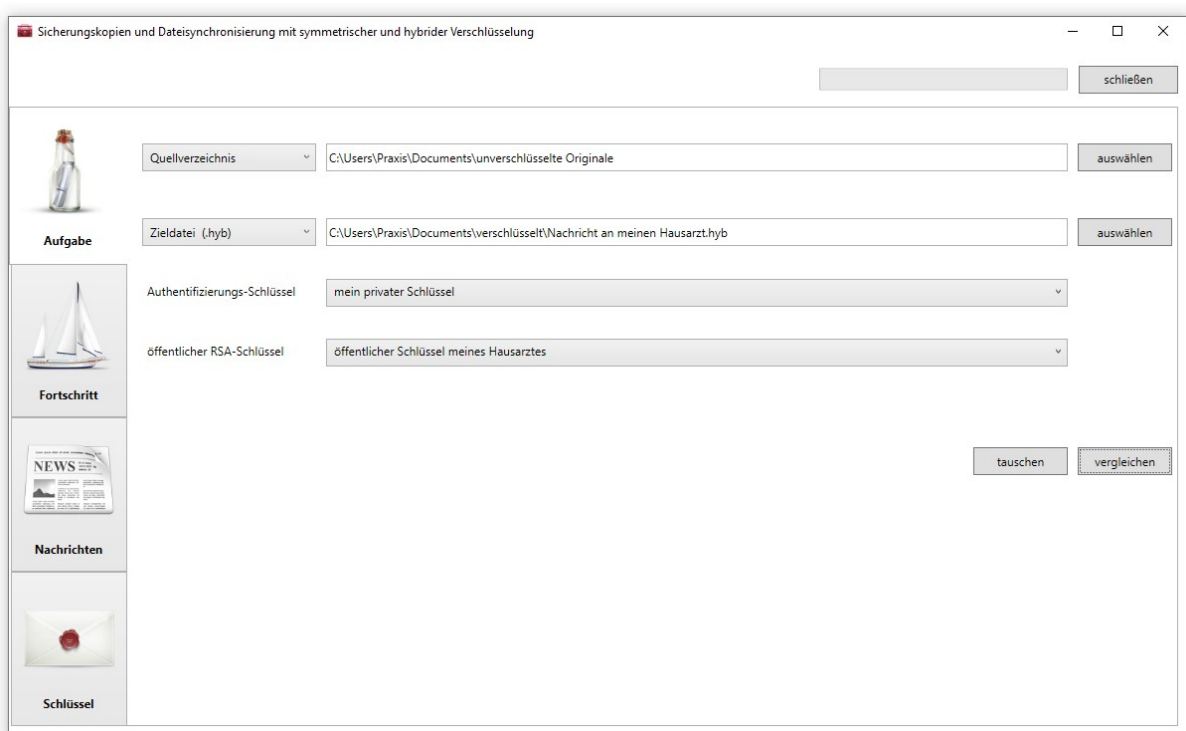 Sicherungskopien und Dateisynchronisierung mit symmetrischer und hybrider Verschlüsselung
schließen
Quellverzeichnis
C:\Users\Praxis\Documents\unverschlüsselte Originale
auswählen
Aufgabe
Zieldatei (.hyb)
C:\Users\Praxis\Documents\verschlüsselt\Nachricht an meinen Hausarzt.hyb
auswählen
Authentifizierungs-Schlüssel
mein privater Schlüssel
öffentlicher RSA-Schlüssel
öffentlicher Schlüssel meines Hausarztes
Fortschritt
tauschen
vergleichen
NEWS
Nachrichten
Schlüssel